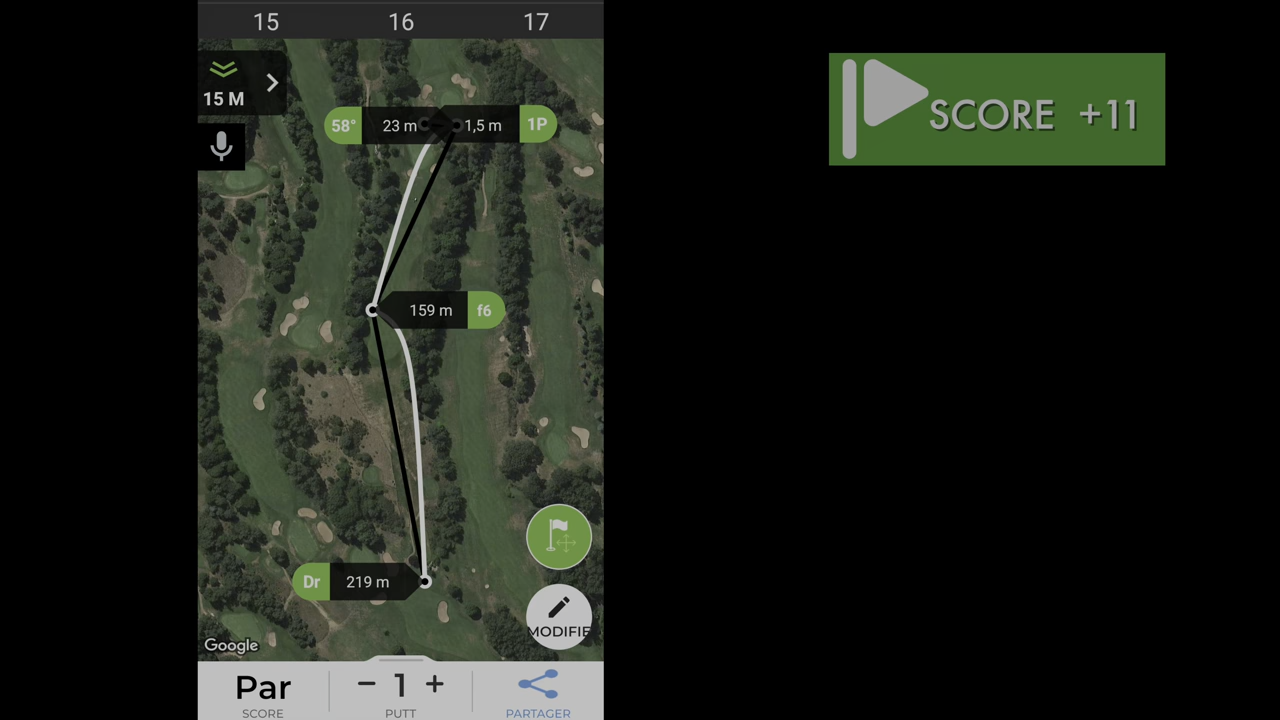 15 16 17
15 M
58° 23 m 1,5 m 1P
159 m f6
Dr 219 m
MODIFIE
Google
Par - 1 +
SCORE PUTT PARTAGER
SCORE +11